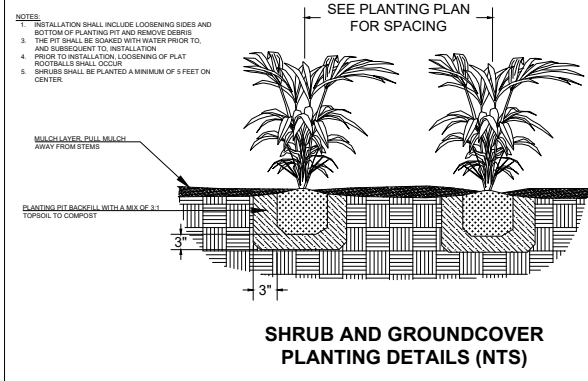 NOTES:
1. INSTALLATION SHALL INCLUDE LOOSENING SIDES AND
BOTTOM OF PLANTING PIT AND REMOVE DEBRIS
3. THE PIT SHALL BE SOAKED WITH WATER PRIOR TO,
AND SUBSEQUENT TO, INSTALLATION
4. PRIOR TO INSTALLATION, LOOSENING OF PLAT
ROOTBALLS SHALL OCCUR
5. SHRUBS SHALL BE PLANTED A MINIMUM OF 5 FEET ON
CENTER.
SEE PLANTING PLAN
FOR SPACING
MULCH LAYER, PULL MULCH
AWAY FROM STEMS
PLANTING PIT BACKFILL WITH A MIX OF 3:1
TOPSOIL TO COMPOST
3"
3"
SHRUB AND GROUNDCOVER
PLANTING DETAILS (NTS)